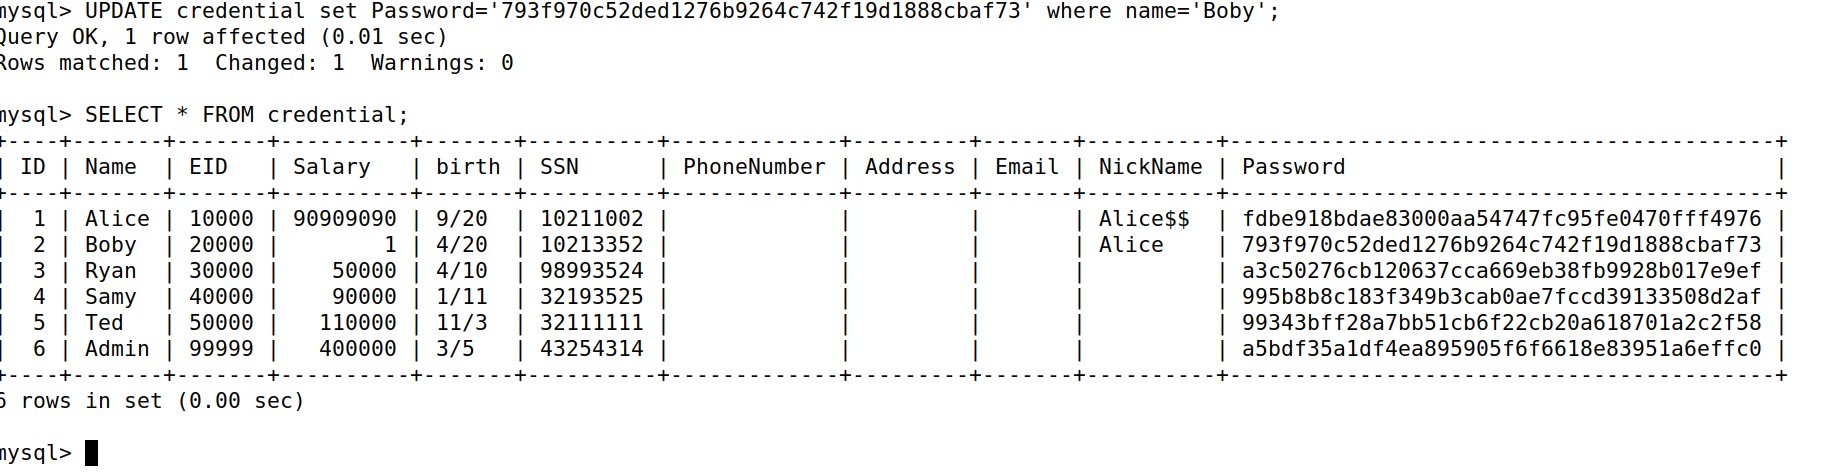 mysql> UPDATE credential set Password='793f970c52ded1276b9264c742f19d1888cbaf73' where name='Boby';
Query OK, 1 row affected (0.01 sec)
Rows matched: 1  Changed: 1  Warnings: 0

mysql> SELECT * FROM credential;
+----+-------+-------+----------+-------+----------+-------------+---------+-------+----------+------------------------------------------+
| ID | Name  | EID   | Salary   | birth | SSN      | PhoneNumber | Address | Email | NickName | Password                                 |
+----+-------+-------+----------+-------+----------+-------------+---------+-------+----------+------------------------------------------+
|  1 | Alice | 10000 | 90909090 | 9/20  | 10211002 |             |         |       | Alice$$  | fdbe918bdae83000aa54747fc95fe0470fff4976 |
|  2 | Boby  | 20000 |        1 | 4/20  | 10213352 |             |         |       | Alice    | 793f970c52ded1276b9264c742f19d1888cbaf73 |
|  3 | Ryan  | 30000 |    50000 | 4/10  | 98993524 |             |         |       |          | a3c50276cb120637cca669eb38fb9928b017e9ef |
|  4 | Samy  | 40000 |    90000 | 1/11  | 32193525 |             |         |       |          | 995b8b8c183f349b3cab0ae7fccd39133508d2af |
|  5 | Ted   | 50000 |   110000 | 11/3  | 32111111 |             |         |       |          | 99343bff28a7bb51cb6f22cb20a618701a2c2f58 |
|  6 | Admin | 99999 |   400000 | 3/5   | 43254314 |             |         |       |          | a5bdf35a1df4ea895905f6f6618e83951a6effc0 |
+----+-------+-------+----------+-------+----------+-------------+---------+-------+----------+------------------------------------------+
6 rows in set (0.00 sec)

mysql>